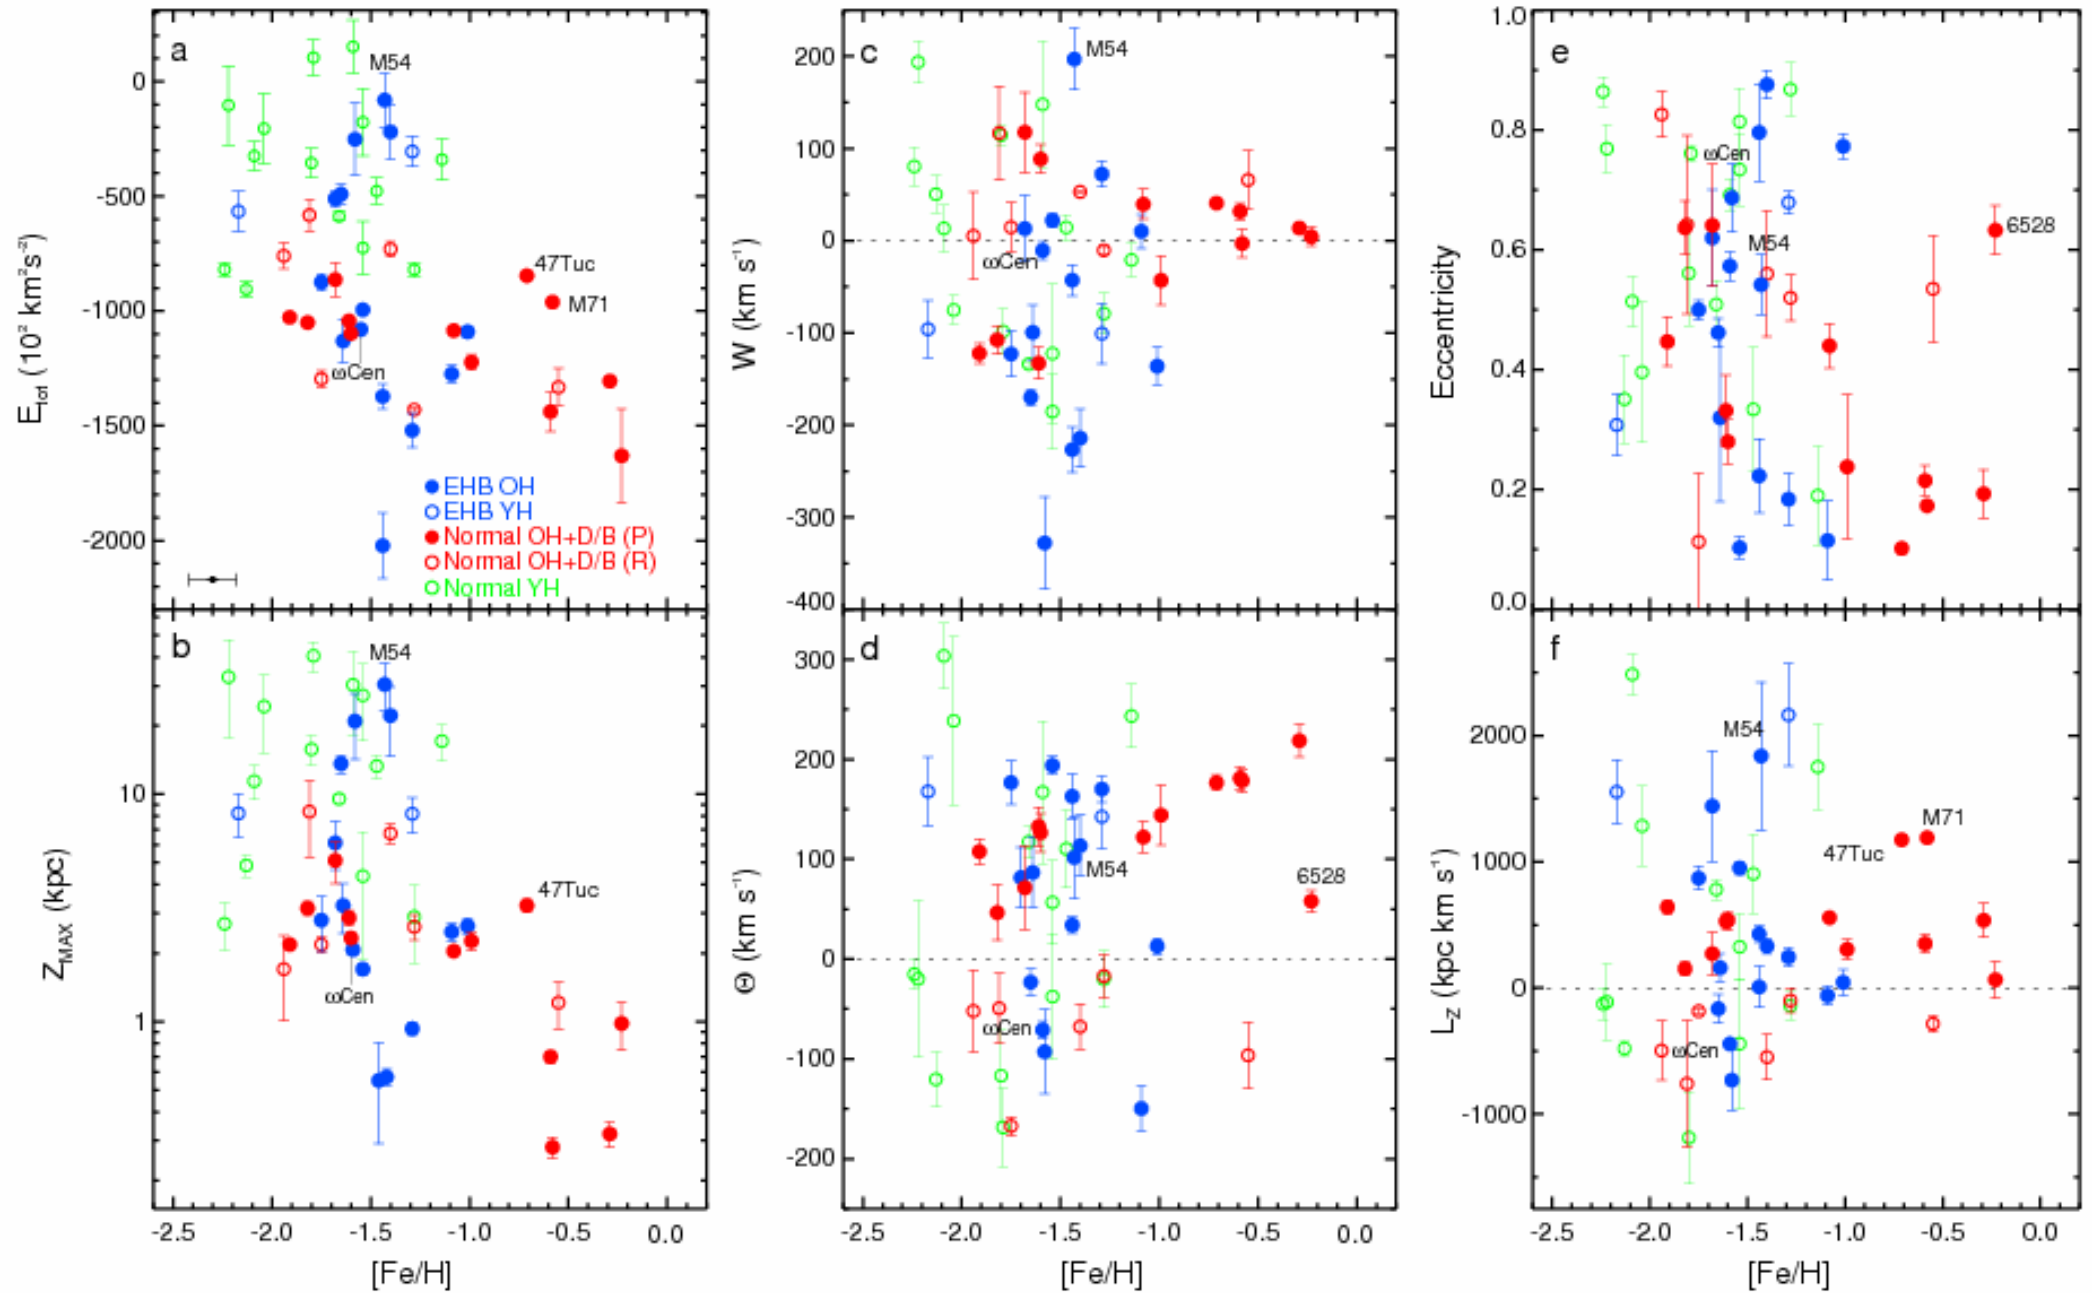 a
M54
0
-500
-1000
-1500
-2000
E_tot (10² km² s⁻²)
47Tuc
M71
ωCen
EHB OH
EHB YH
Normal OH+D/B (P)
Normal OH+D/B (R)
Normal YH
b
M54
10
1
Z_MAX (kpc)
47Tuc
ωCen
-2.5 -2.0 -1.5 -1.0 -0.5 0.0
[Fe/H]
c
M54
200
100
0
-100
-200
-300
-400
W (km s⁻¹)
ωCen
d
300
200
100
0
-100
-200
Θ (km s⁻¹)
M54
6528
ωCen
-2.0 -1.5 -1.0 -0.5 0.0
[Fe/H]
e
1.0
0.8
0.6
0.4
0.2
0.0
Eccentricity
ωCen
M54
6528
f
2000
1000
0
-1000
L_Z (kpc km s⁻¹)
M54
M71
47Tuc
ωCen
-2.5 -2.0 -1.5 -1.0 -0.5 0.0
[Fe/H]